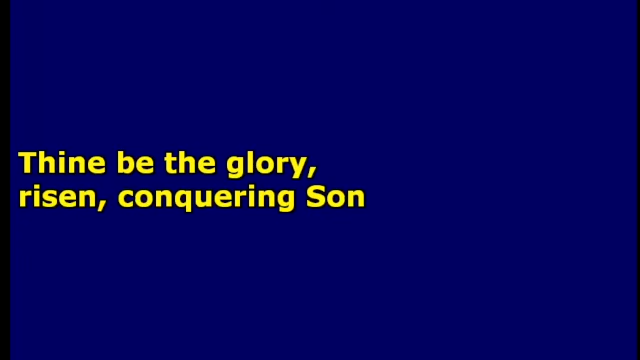 Thine be the glory,
risen, conquering Son